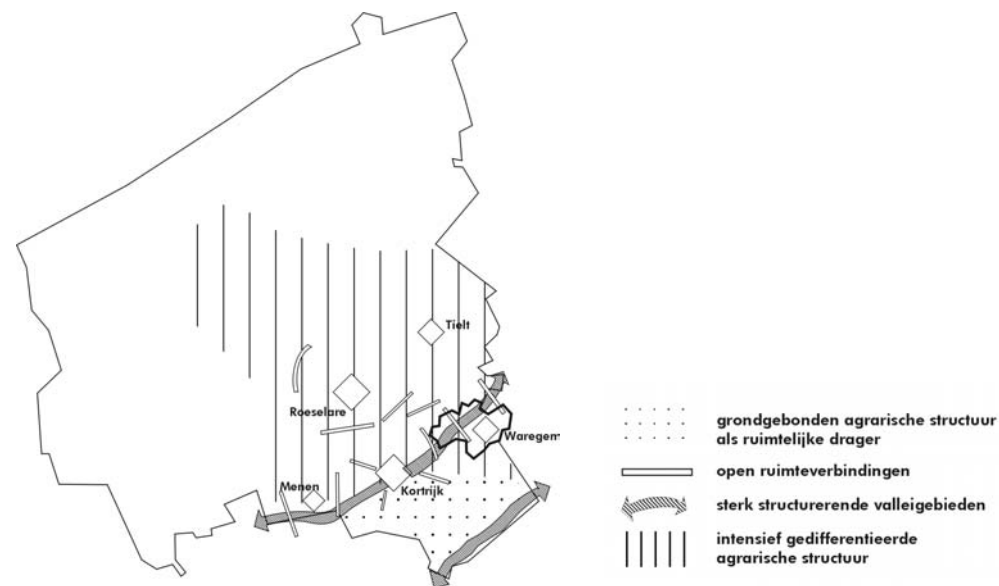 Tielt
Roeselare
Waregem
Menen
Kortrijk
grondgebonden agrarische structuur
als ruimtelijke drager
open ruimteverbindingen
sterk structurerende valleigebieden
intensief gedifferentieerde
agrarische structuur